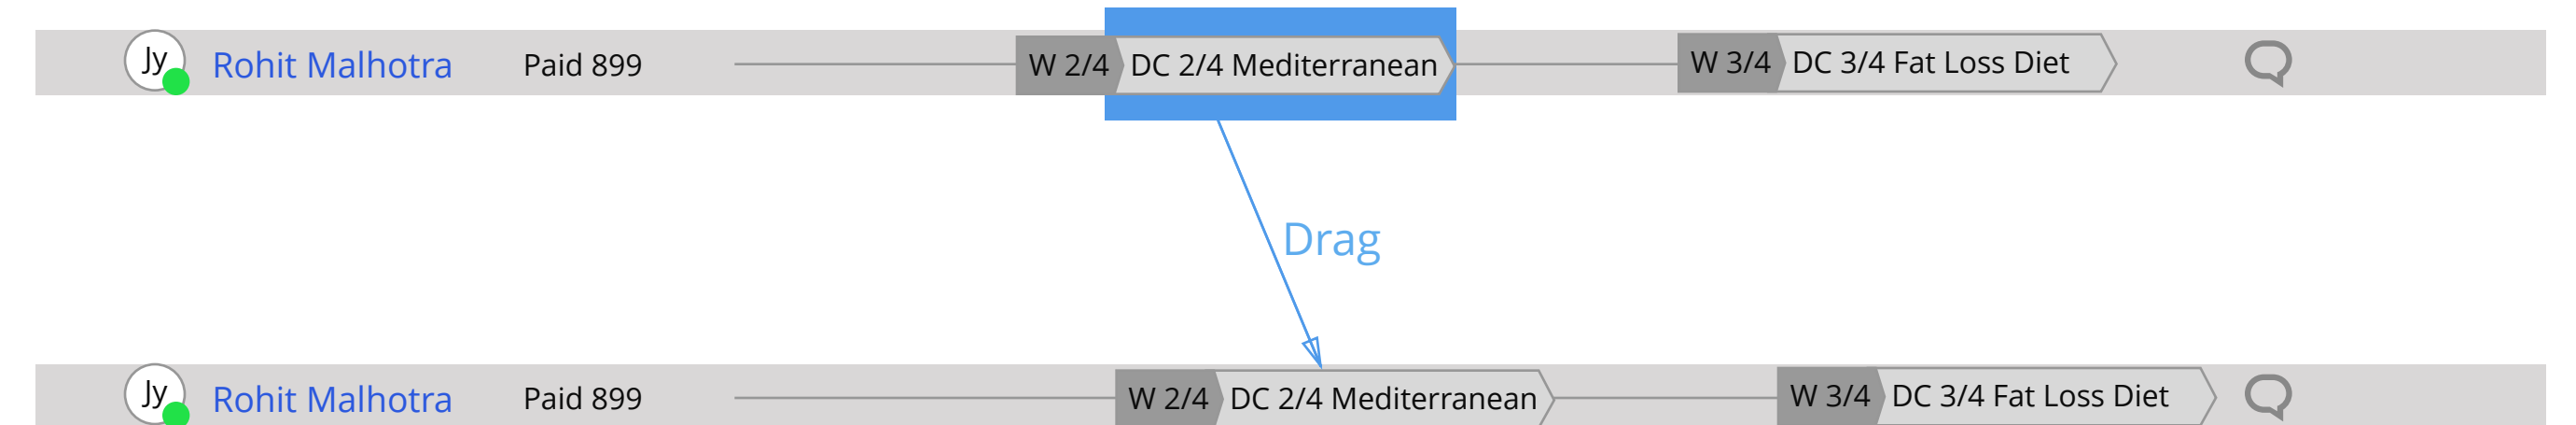 Jy Rohit Malhotra Paid 899 W 2/4 DC 2/4 Mediterranean W 3/4 DC 3/4 Fat Loss Diet
Drag
Jy Rohit Malhotra Paid 899 W 2/4 DC 2/4 Mediterranean W 3/4 DC 3/4 Fat Loss Diet